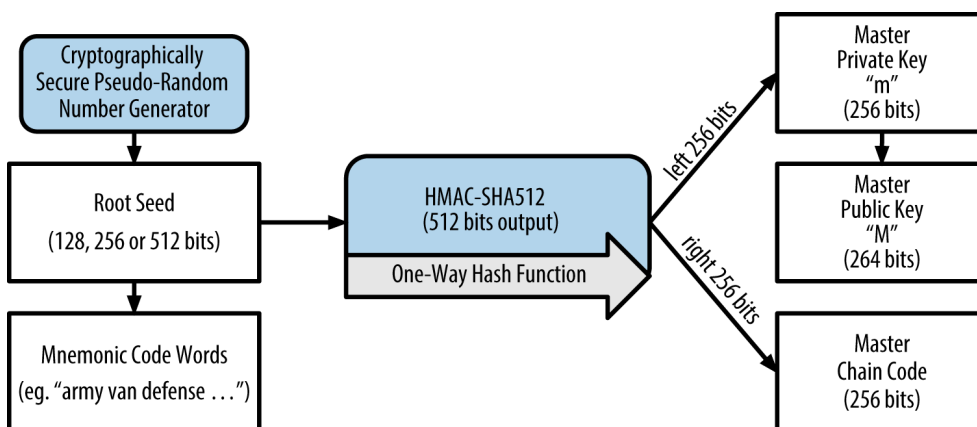 Cryptographically
Secure Pseudo-Random
Number Generator
Root Seed
(128, 256 or 512 bits)
Mnemonic Code Words
(eg. “army van defense …”)
HMAC-SHA512
(512 bits output)
One-Way Hash Function
left 256 bits
right 256 bits
Master
Private Key
“m”
(256 bits)
Master
Public Key
“M”
(264 bits)
Master
Chain Code
(256 bits)